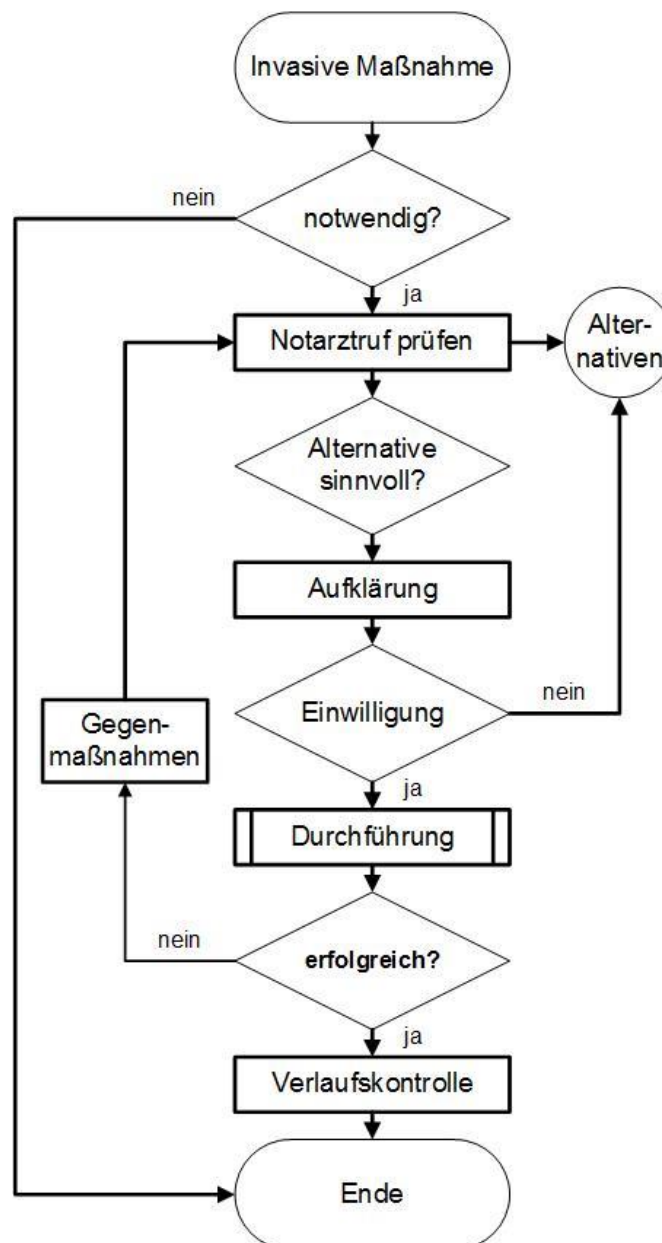 Invasive Maßnahme
nein
notwendig?
ja
Notarztruf prüfen
Alter-
nativen
Alternative
sinnvoll?
Aufklärung
Einwilligung
nein
Gegen-
maßnahmen
ja
Durchführung
nein
erfolgreich?
ja
Verlaufskontrolle
Ende